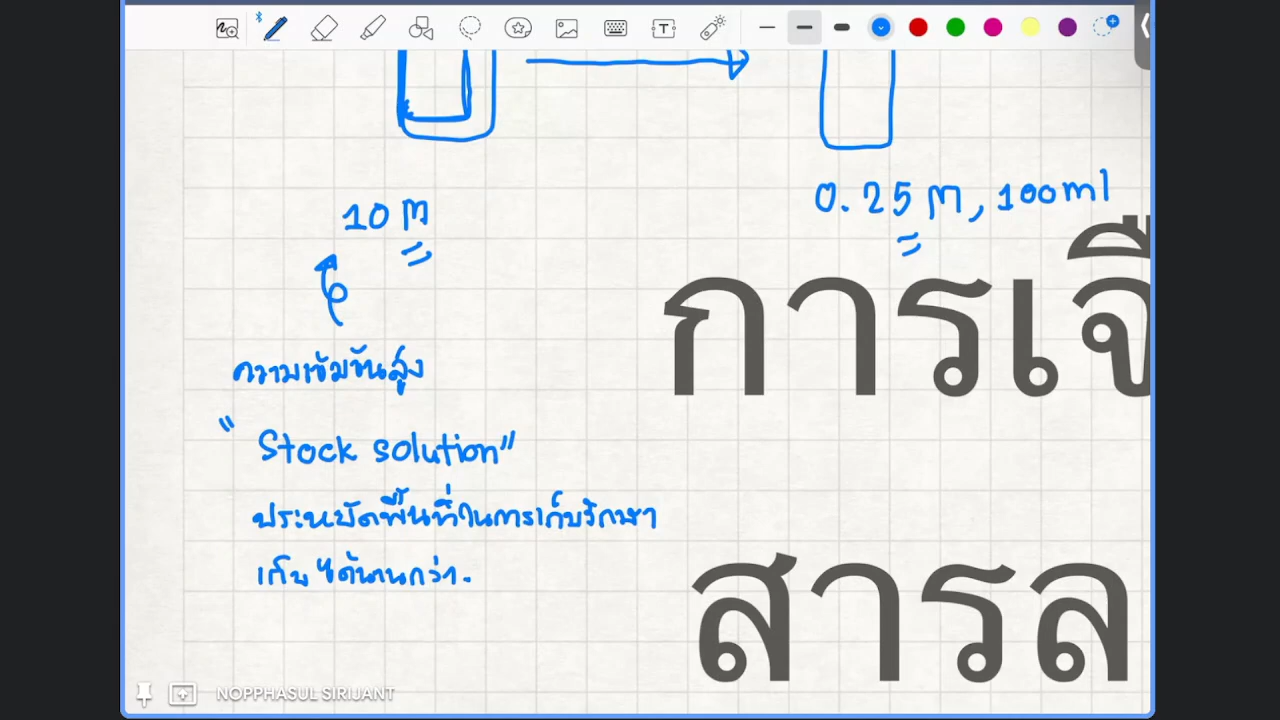 0.25 M, 100 ml
10 M
ความเข้มข้นสูง
"Stock solution"
ประหยัดพื้นที่ในการเก็บรักษา
เก็บได้นานกว่า.
การเจื
สารล
NOPPHASUL SIRIJANT